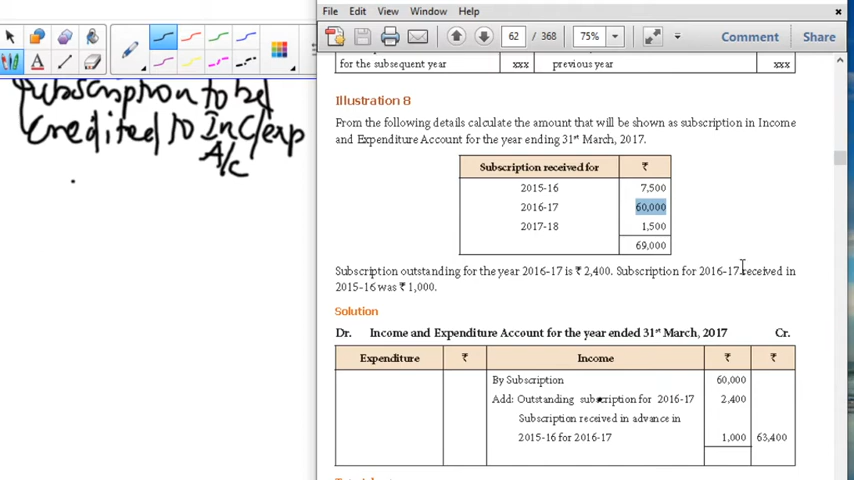 File Edit View Window Help
62 / 368 75% Comment Share
for the subsequent year xxx previous year xxx
Subscription to be
Credited to Inc/exp
A/c
Illustration 8
From the following details calculate the amount that will be shown as subscription in Income
and Expenditure Account for the year ending 31st March, 2017.
Subscription received for ₹
2015-16 7,500
2016-17 60,000
2017-18 1,500
69,000
Subscription outstanding for the year 2016-17 is ₹ 2,400. Subscription for 2016-17 received in
2015-16 was ₹ 1,000.
Solution
Dr. Income and Expenditure Account for the year ended 31st March, 2017 Cr.
Expenditure ₹ Income ₹ ₹
By Subscription 60,000
Add: Outstanding subscription for 2016-17 2,400
Subscription received in advance in
2015-16 for 2016-17 1,000 63,400